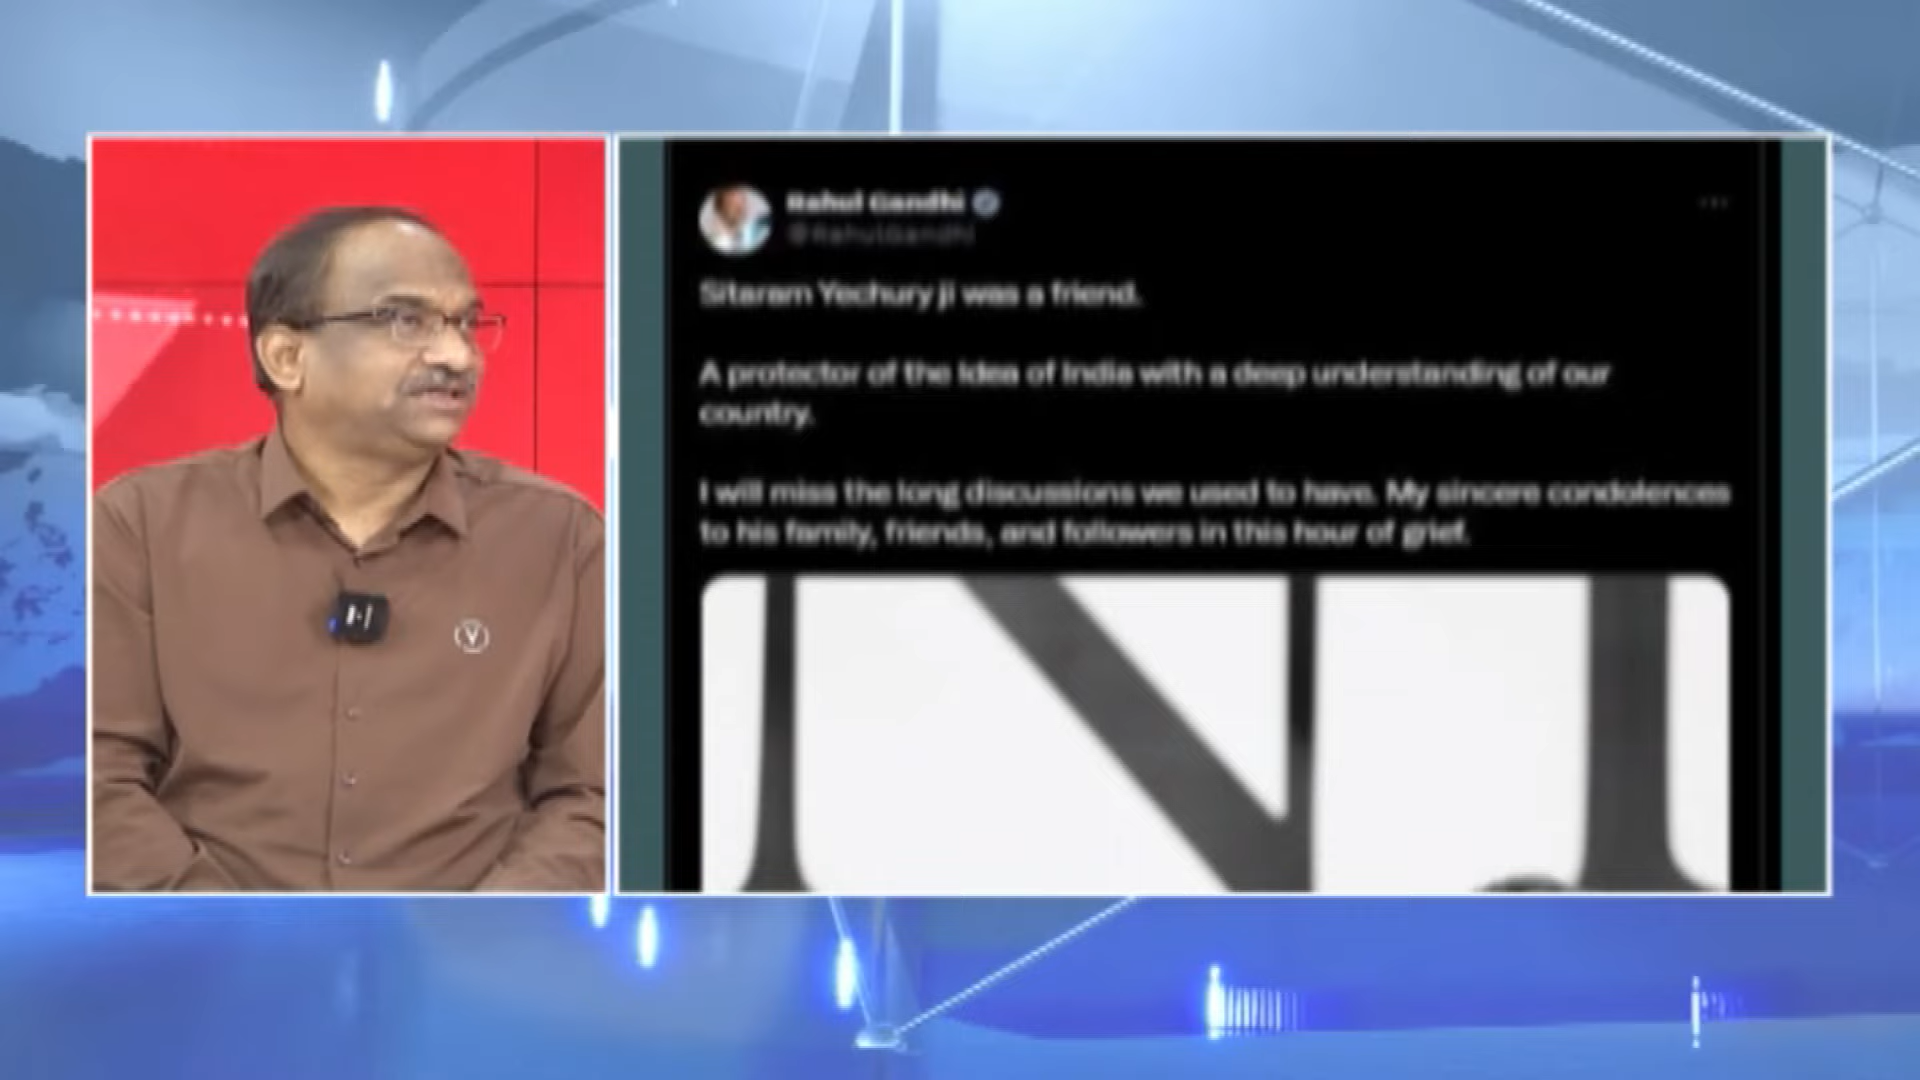 Rahul Gandhi
@RahulGandhi
Sitaram Yechury ji was a friend.
A protector of the Idea of India with a deep understanding of our
country.
I will miss the long discussions we used to have. My sincere condolences
to his family, friends, and followers in this hour of grief.
V